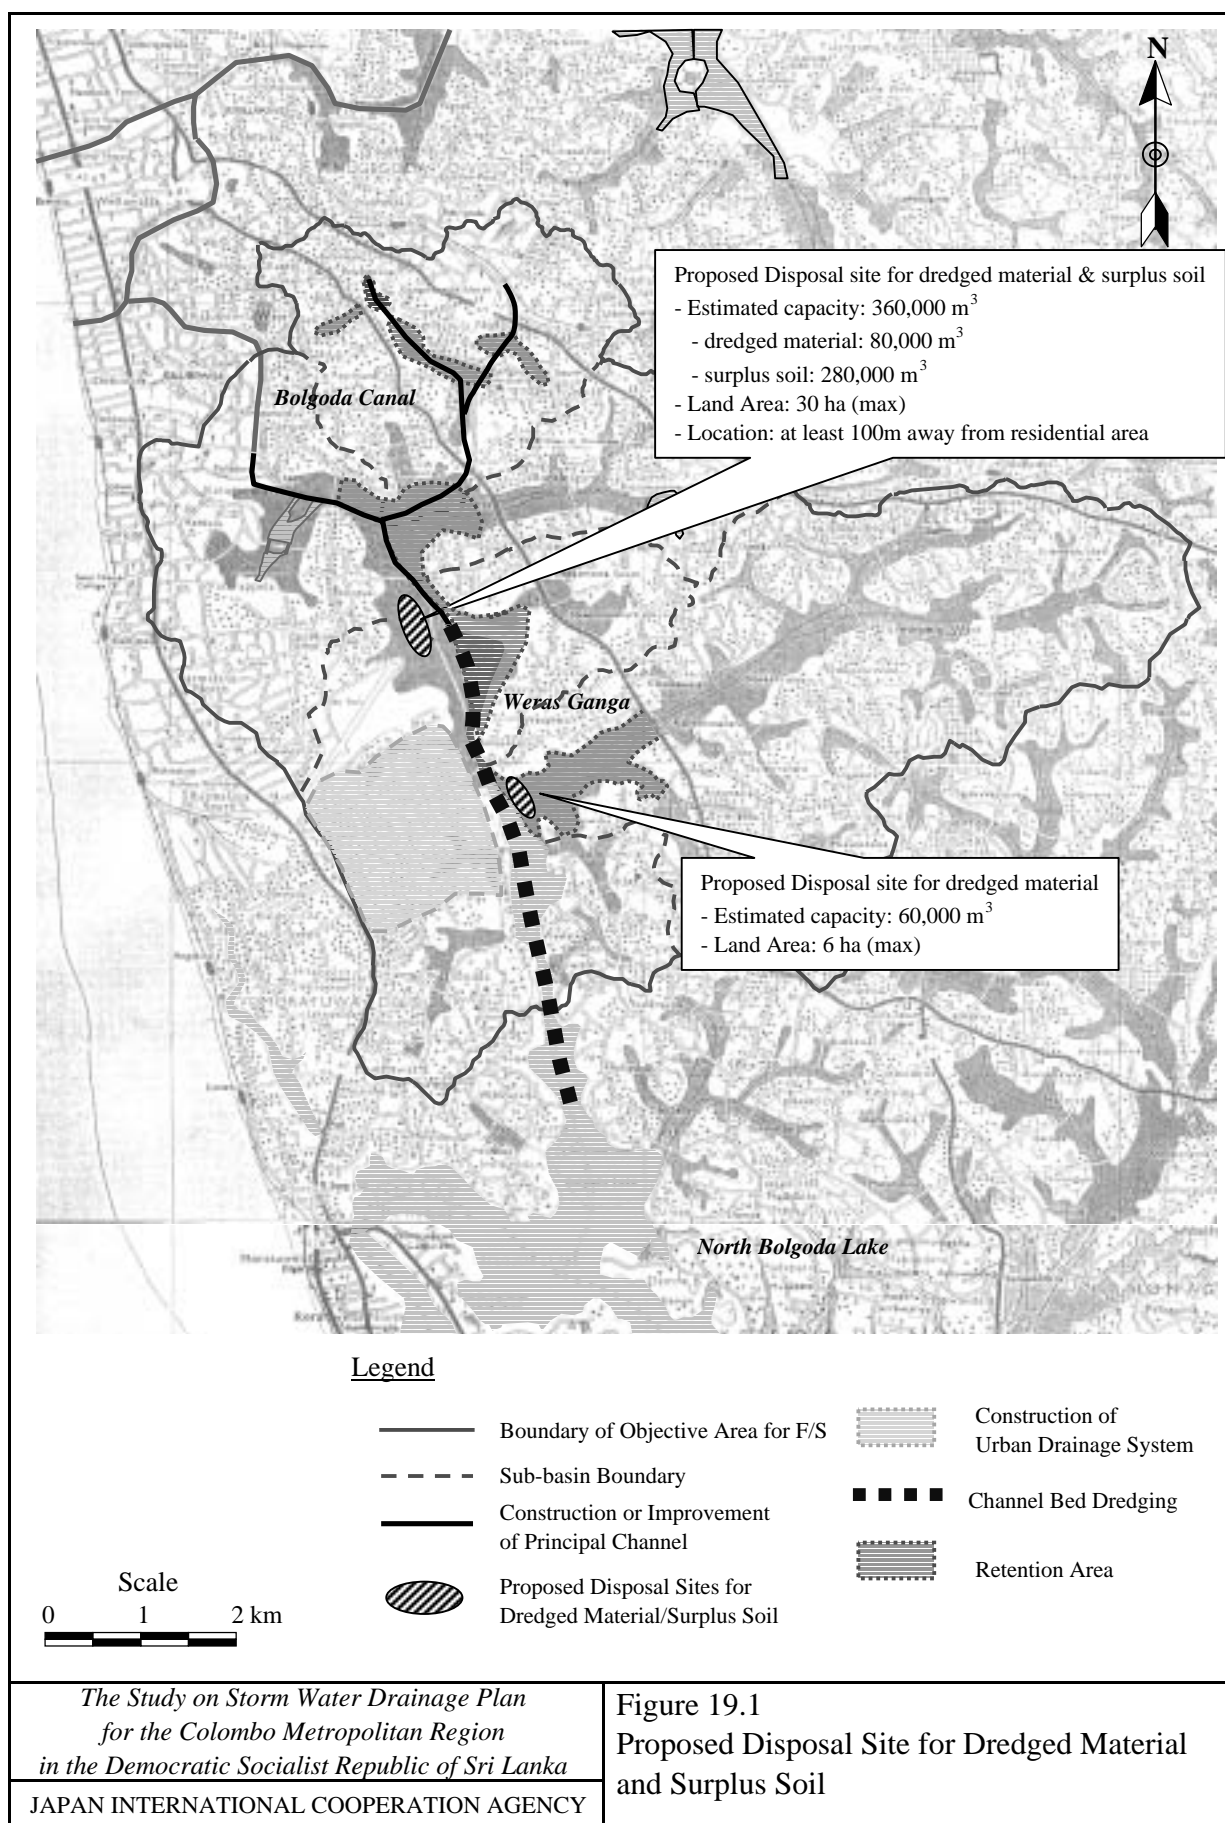 N
Proposed Disposal site for dredged material & surplus soil
- Estimated capacity: 360,000 m³
- dredged material: 80,000 m³
- surplus soil: 280,000 m³
- Land Area: 30 ha (max)
- Location: at least 100m away from residential area
Bolgoda Canal
Weras Ganga
Proposed Disposal site for dredged material
- Estimated capacity: 60,000 m³
- Land Area: 6 ha (max)
North Bolgoda Lake
Legend
Boundary of Objective Area for F/S
Sub-basin Boundary
Construction or Improvement
of Principal Channel
Proposed Disposal Sites for
Dredged Material/Surplus Soil
Construction of
Urban Drainage System
Channel Bed Dredging
Retention Area
Scale
0 1 2 km
The Study on Storm Water Drainage Plan
for the Colombo Metropolitan Region
in the Democratic Socialist Republic of Sri Lanka
JAPAN INTERNATIONAL COOPERATION AGENCY
Figure 19.1
Proposed Disposal Site for Dredged Material
and Surplus Soil